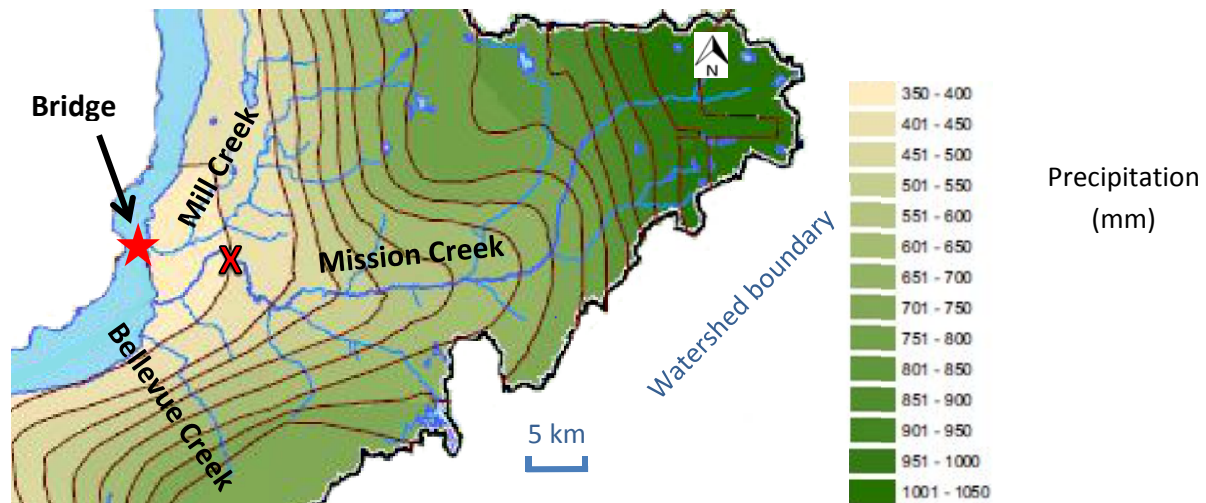 Bridge
Mill Creek
X
Mission Creek
Bellevue Creek
N
Watershed boundary
5 km
350 - 400
401 - 450
451 - 500
501 - 550
551 - 600
601 - 650
651 - 700
701 - 750
751 - 800
801 - 850
851 - 900
901 - 950
951 - 1000
1001 - 1050
Precipitation
(mm)